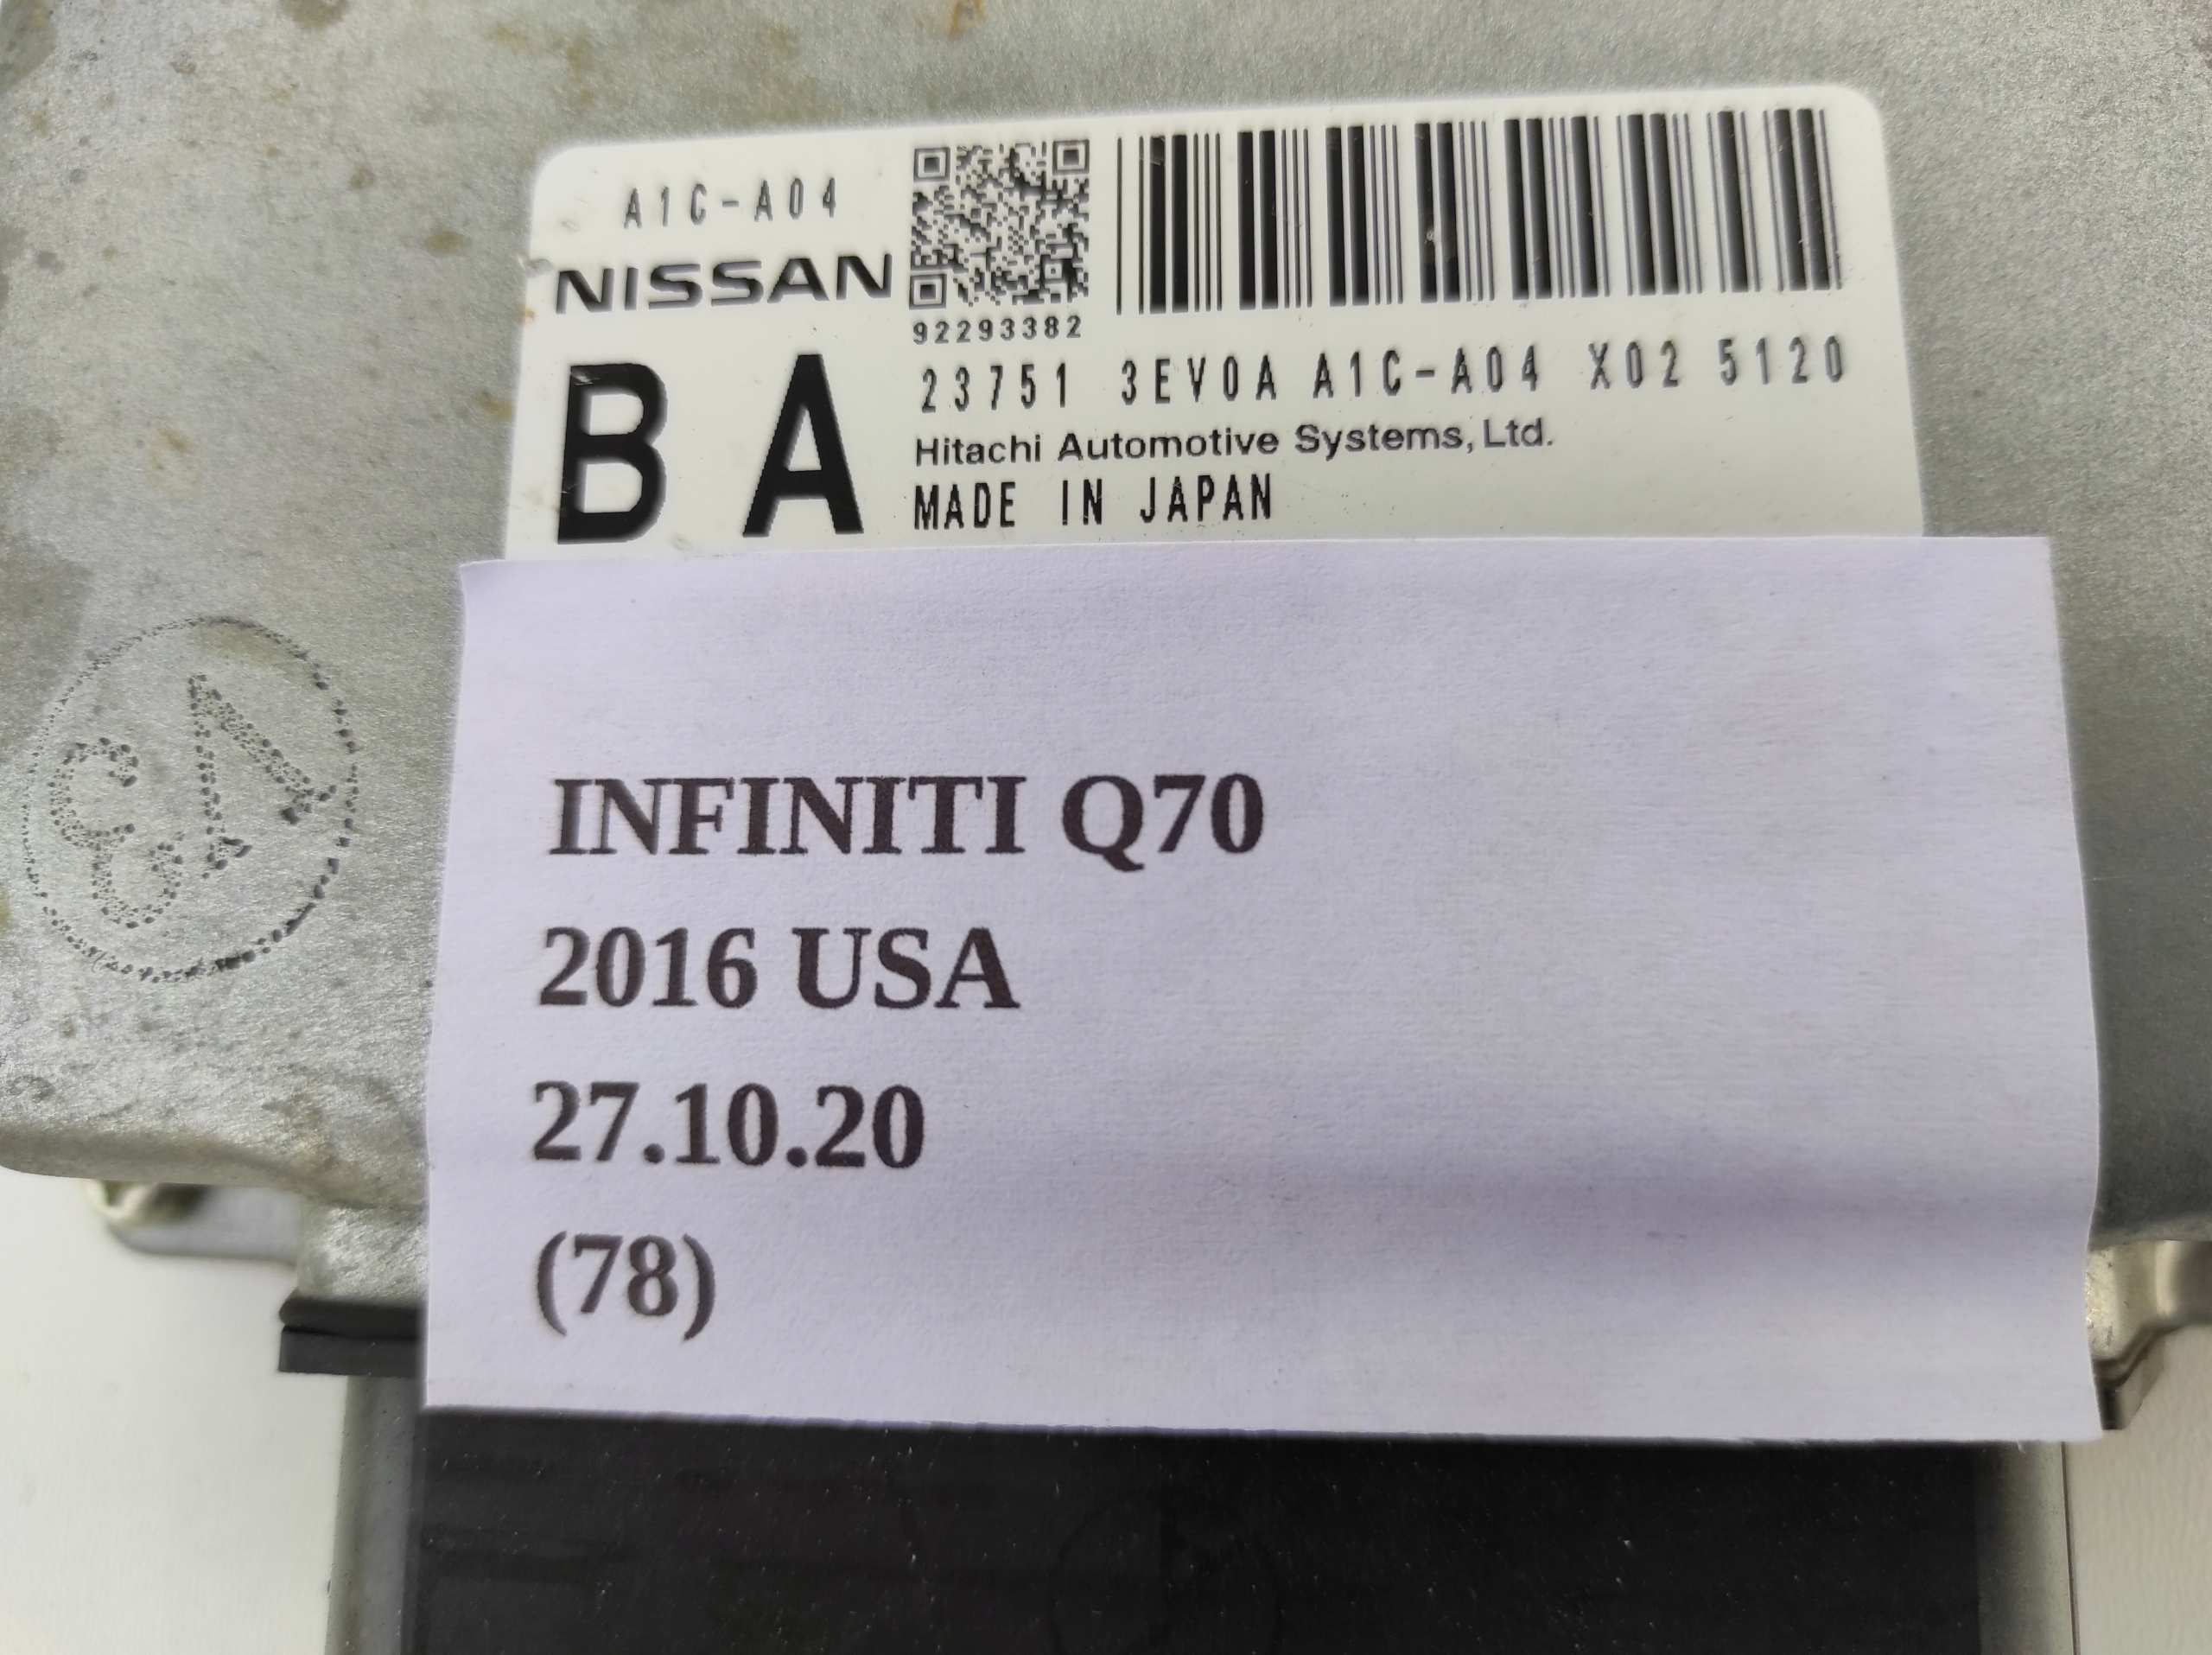 A1C-A04
NISSAN
92293382
B A
23751 3EV0A A1C-A04 X02 5120
Hitachi Automotive Systems, Ltd.
MADE IN JAPAN
INFINITI Q70
2016 USA
27.10.20
(78)